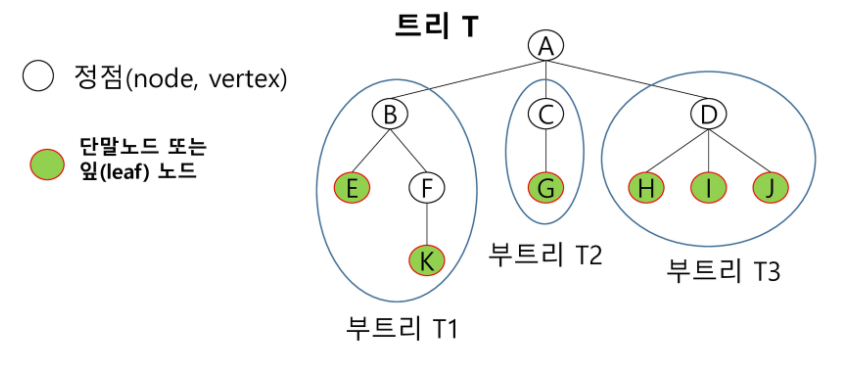 트리 T
정점(node, vertex)
단말노드 또는
잎(leaf) 노드
A
B
C
D
E
F
G
H
I
J
K
부트리 T1
부트리 T2
부트리 T3